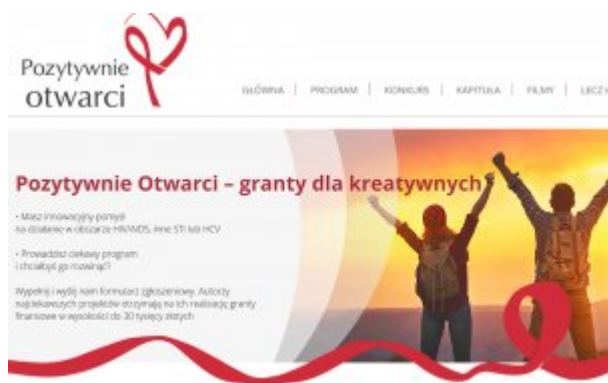 Pozytywnie
otwarci
GŁÓWNA | PROGRAM | KONKURS | KAPITUŁA | FILMY | LECZ
Pozytywnie Otwarci – granty dla kreatywnych
• Masz innowacyjny pomysł
na działanie w obszarze HIV/AIDS, inne STI lub HCV
• Prowadzisz ciekawy program
i chciałbyś go rozwinąć?
Wypełnij i wyślij nam formularz zgłoszeniowy. Autorzy
najciekawszych projektów otrzymają na ich realizację granty
finansowe w wysokości do 30 tysięcy złotych